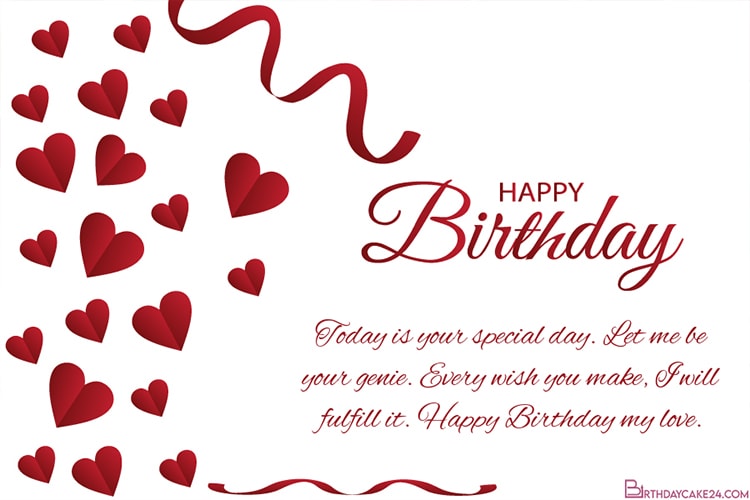 HAPPY
Birthday
Today is your special day. Let me be
your genie. Every wish you make, I will
fulfill it. Happy Birthday my love.
BIRTHDAYCAKE24.COM